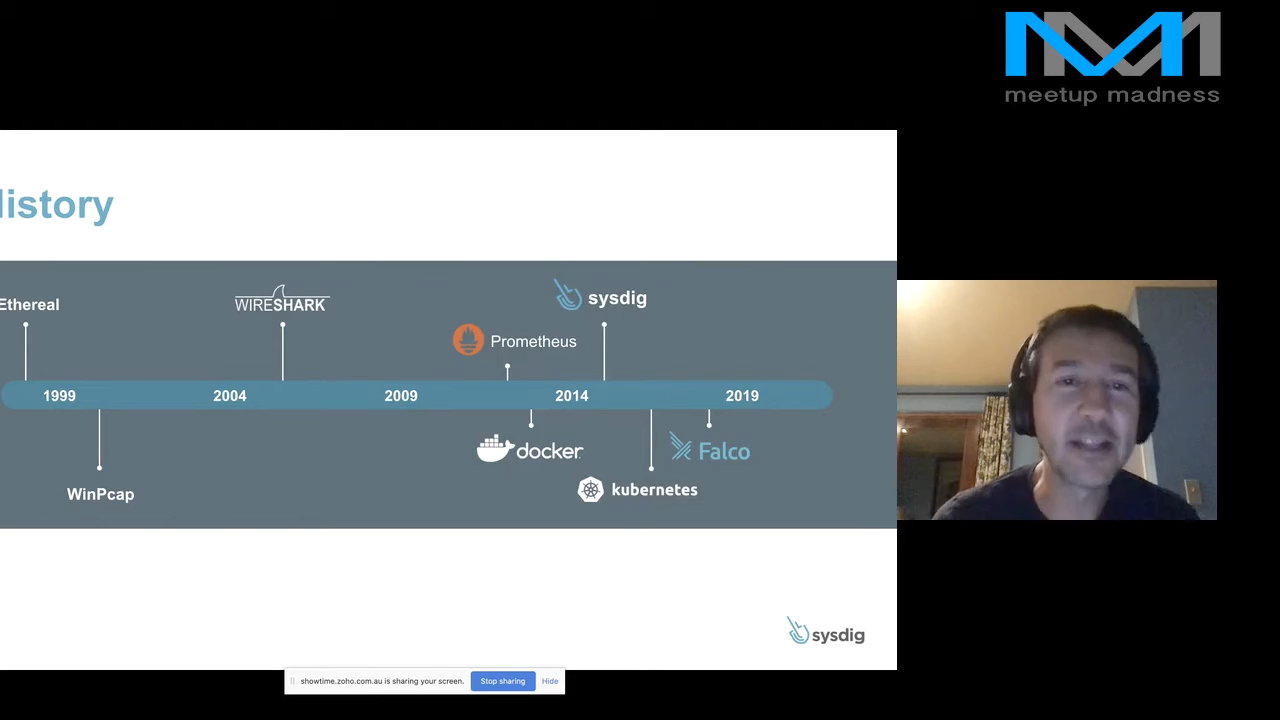 meetup madness
History
Ethereal
WIRESHARK
sysdig
Prometheus
1999
2004
2009
2014
2019
docker
Falco
WinPcap
kubernetes
sysdig
showtime.zoho.com.au is sharing your screen.
Stop sharing
Hide